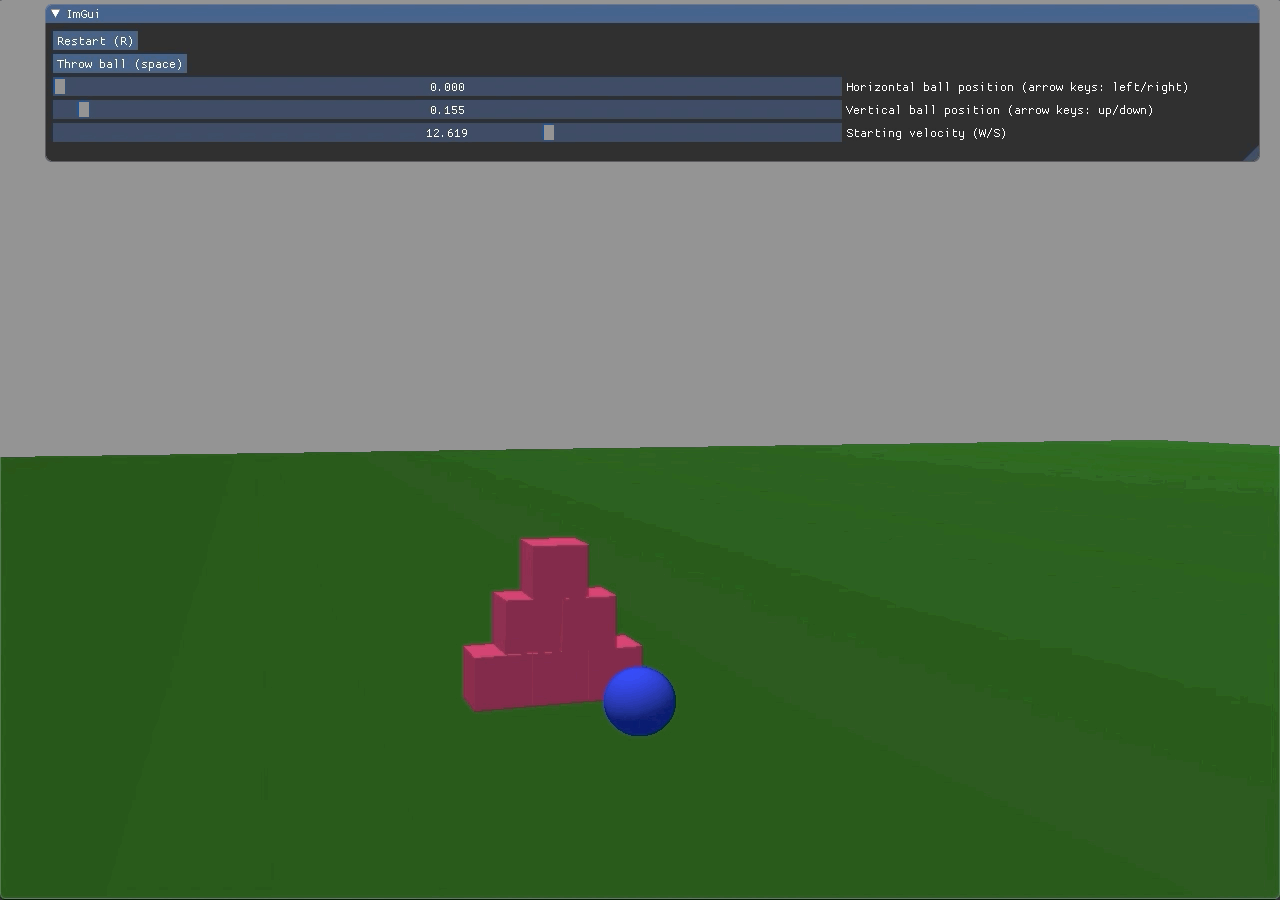 ImGui
Restart (R)
Throw ball (space)
0.000 Horizontal ball position (arrow keys: left/right)
0.155 Vertical ball position (arrow keys: up/down)
12.619 Starting velocity (W/S)